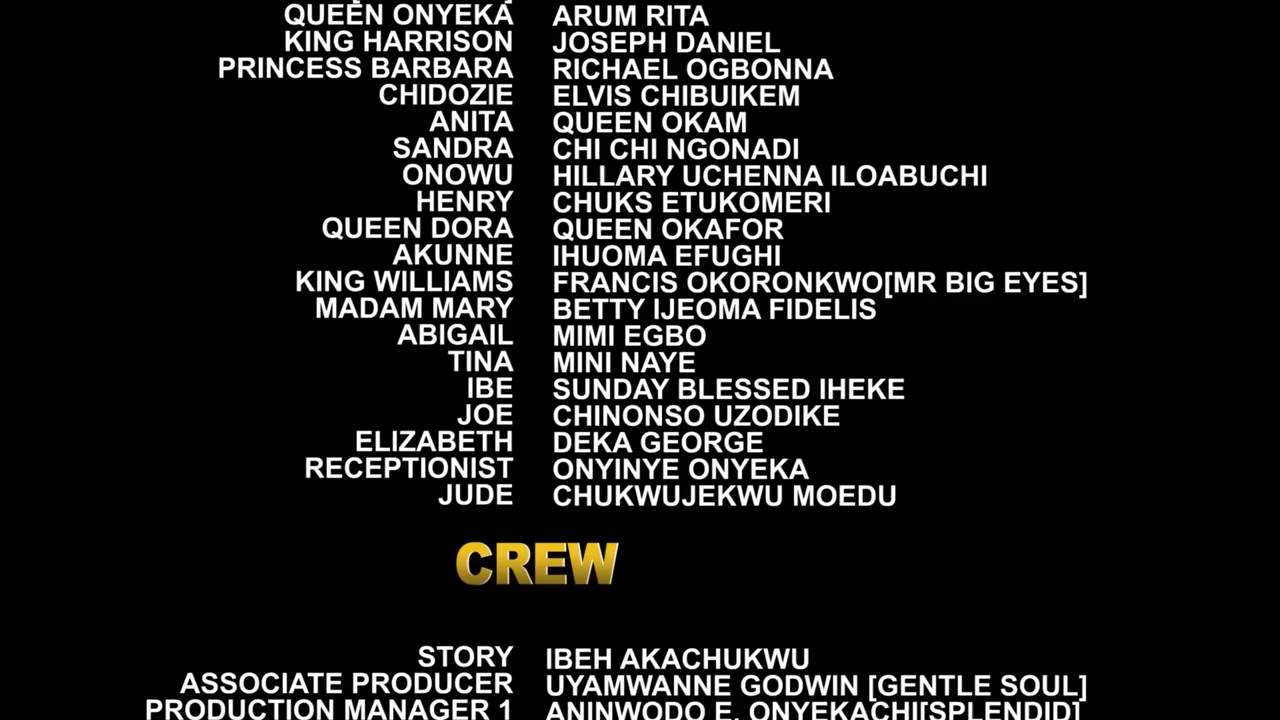 QUEEN ONYEKA ARUM RITA
KING HARRISON JOSEPH DANIEL
PRINCESS BARBARA RICHAEL OGBONNA
CHIDOZIE ELVIS CHIBUIKEM
ANITA QUEEN OKAM
SANDRA CHI CHI NGONADI
ONOWU HILLARY UCHENNA ILOABUCHI
HENRY CHUKS ETUKOMERI
QUEEN DORA QUEEN OKAFOR
AKUNNE IHUOMA EFUGHI
KING WILLIAMS FRANCIS OKORONKWO[MR BIG EYES]
MADAM MARY BETTY IJEOMA FIDELIS
ABIGAIL MIMI EGBO
TINA MINI NAYE
IBE SUNDAY BLESSED IHEKE
JOE CHINONSO UZODIKE
ELIZABETH DEKA GEORGE
RECEPTIONIST ONYINYE ONYEKA
JUDE CHUKWUJEKWU MOEDU
CREW
STORY IBEH AKACHUKWU
ASSOCIATE PRODUCER UYAMWANNE GODWIN [GENTLE SOUL]
PRODUCTION MANAGER 1 ANINWODO E. ONYEKACHI[SPLENDID]